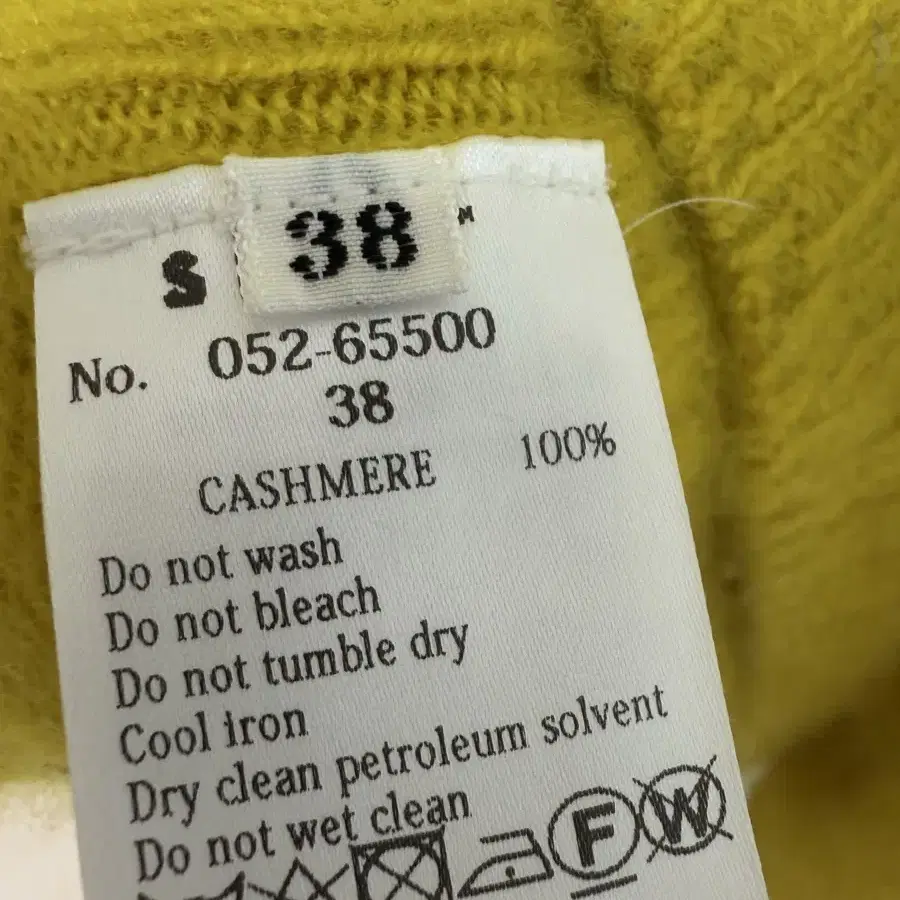 38
S M
No. 052-65500
38
CASHMERE 100%
Do not wash
Do not bleach
Do not tumble dry
Cool iron
Dry clean petroleum solvent
Do not wet clean
F W